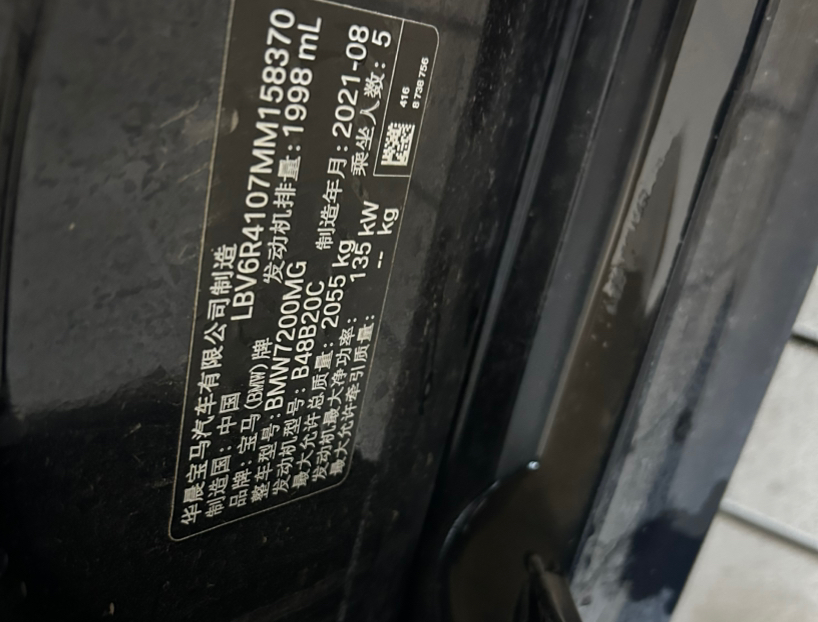 华晨宝马汽车有限公司制造
制造国：中国 LBV6R4107MM158370
品牌：宝马(BMW)牌 发动机排量：1998 mL
整车型号：BMW7200MG
发动机型号：B48B20C 制造年月：2021-08
最大允许总质量：2055 kg 乘坐人数：5
发动机最大净功率：135 kW
最大允许牵引质量：-- kg
416
8 738 756